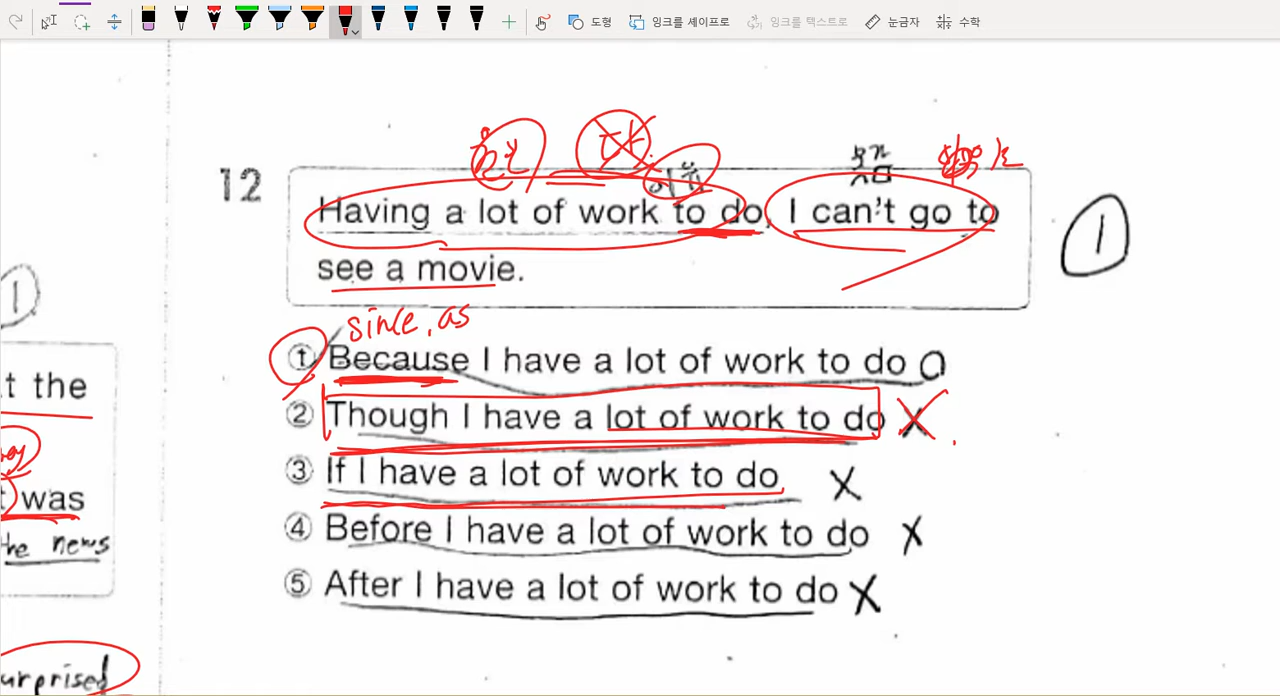 도형
잉크를 셰이프로
잉크를 텍스트로
눈금자
수학
12
Having a lot of work to do, I can't go to
see a movie.
1
since, as
① Because I have a lot of work to do O
② Though I have a lot of work to do X
③ If I have a lot of work to do X
④ Before I have a lot of work to do X
⑤ After I have a lot of work to do X
1
t the
was
the news
urprised